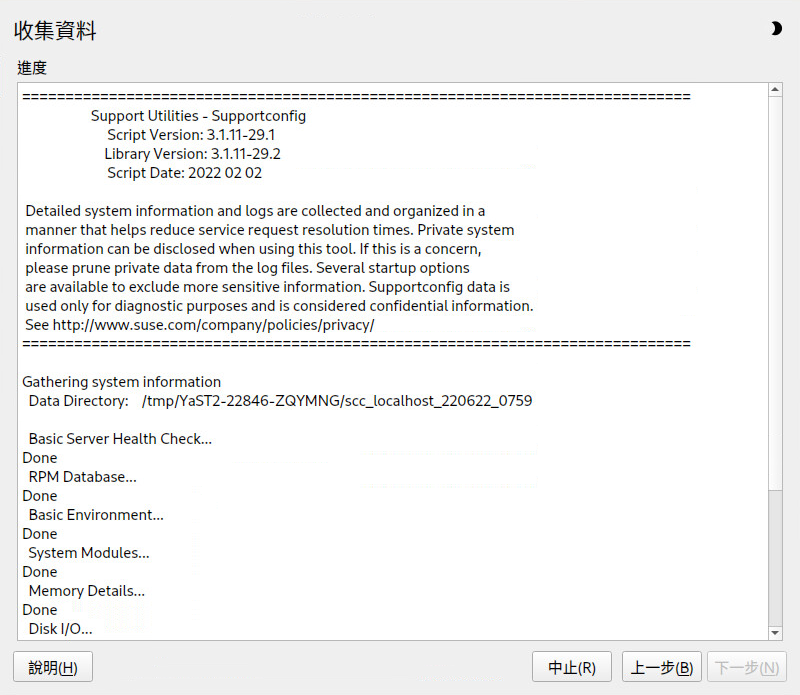 收集資料
進度
=============================================================================
Support Utilities - Supportconfig
Script Version: 3.1.11-29.1
Library Version: 3.1.11-29.2
Script Date: 2022 02 02
Detailed system information and logs are collected and organized in a
manner that helps reduce service request resolution times. Private system
information can be disclosed when using this tool. If this is a concern,
please prune private data from the log files. Several startup options
are available to exclude more sensitive information. Supportconfig data is
used only for diagnostic purposes and is considered confidential information.
See http://www.suse.com/company/policies/privacy/
=============================================================================
Gathering system information
Data Directory: /tmp/YaST2-22846-ZQYMNG/scc_localhost_220622_0759
Basic Server Health Check...
Done
RPM Database...
Done
Basic Environment...
Done
System Modules...
Done
Memory Details...
Done
Disk I/O...
說明(H) 中止(R) 上一步(B) 下一步(N)